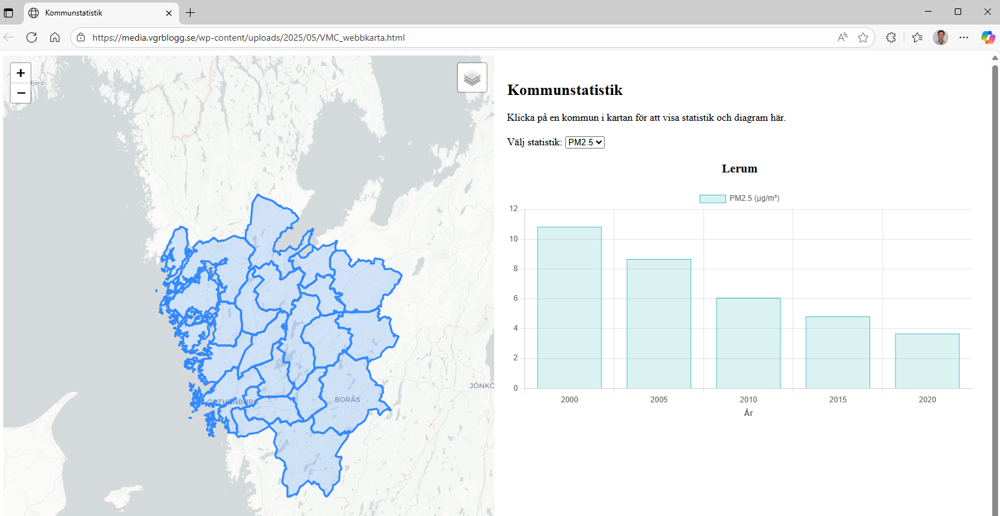 Kommunstatistik
https://media.vgrblogg.se/wp-content/uploads/2025/05/VMC_webbkarta.html
+
−
GOTHENBURG
BORÅS
Kommunstatistik
Klicka på en kommun i kartan för att visa statistik och diagram här.
Välj statistik: PM2.5
Lerum
PM2.5 (µg/m³)
12
10
8
6
4
2
0
2000 2005 2010 2015 2020
År